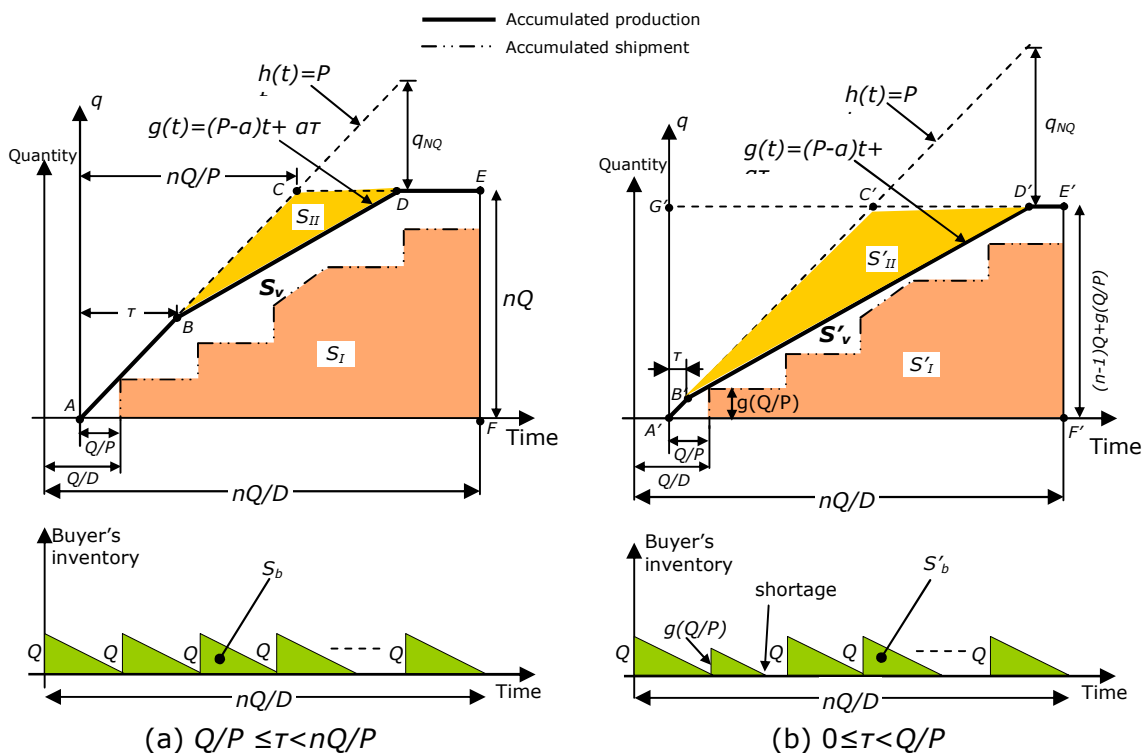 Accumulated production
Accumulated shipment
q
Quantity
h(t)=P
g(t)=(P-a)t+ aτ
nQ/P
q_NQ
C
D
E
S_II
τ
B
S_v
S_I
nQ
A
F
Time
Q/P
Q/D
nQ/D
Buyer's
inventory
S_b
Q
Q
Q
Q
Q
Time
nQ/D
(a) Q/P ≤τ<nQ/P
q
Quantity
h(t)=P
g(t)=(P-a)t+
q_NQ
G'
C'
D'
E'
S'_II
τ
B'
S'_v
S'_I
g(Q/P)
(n-1)Q+g(Q/P)
A'
F'
Time
Q/P
Q/D
nQ/D
Buyer's
inventory
shortage
S'_b
g(Q/P)
Q
Q
Q
Q
Time
nQ/D
(b) 0≤τ<Q/P